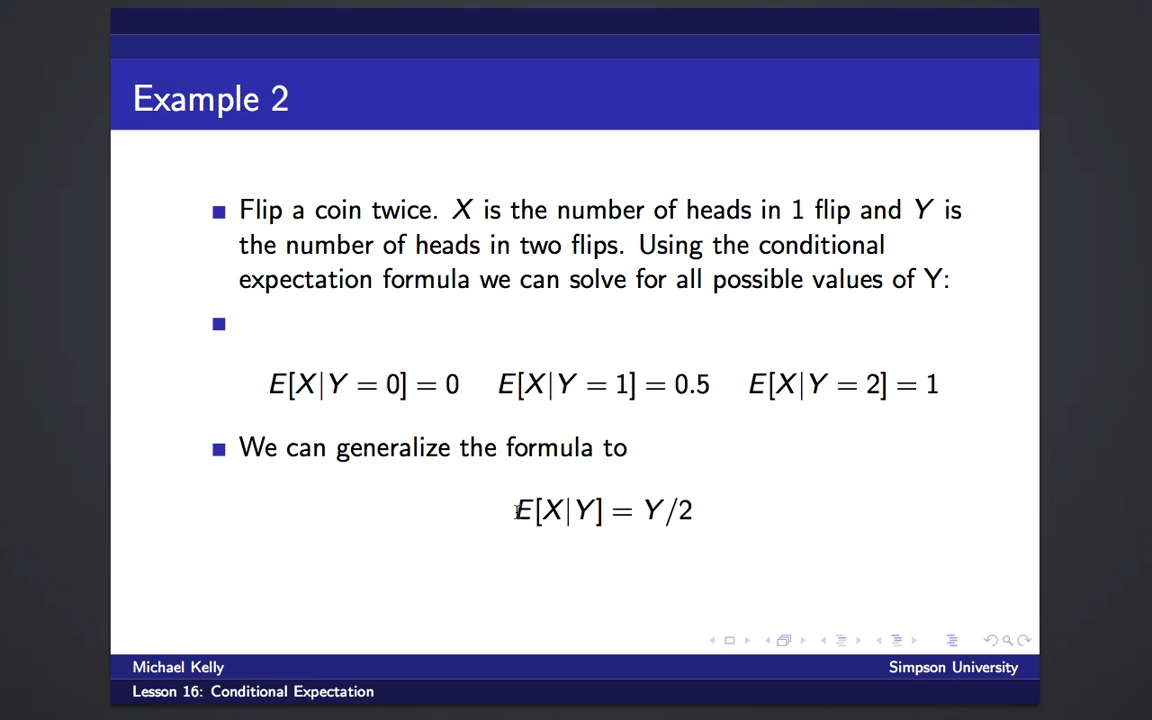 Example 2
Flip a coin twice. X is the number of heads in 1 flip and Y is
the number of heads in two flips. Using the conditional
expectation formula we can solve for all possible values of Y:
E[X|Y = 0] = 0 E[X|Y = 1] = 0.5 E[X|Y = 2] = 1
We can generalize the formula to
E[X|Y] = Y/2
Michael Kelly Simpson University
Lesson 16: Conditional Expectation